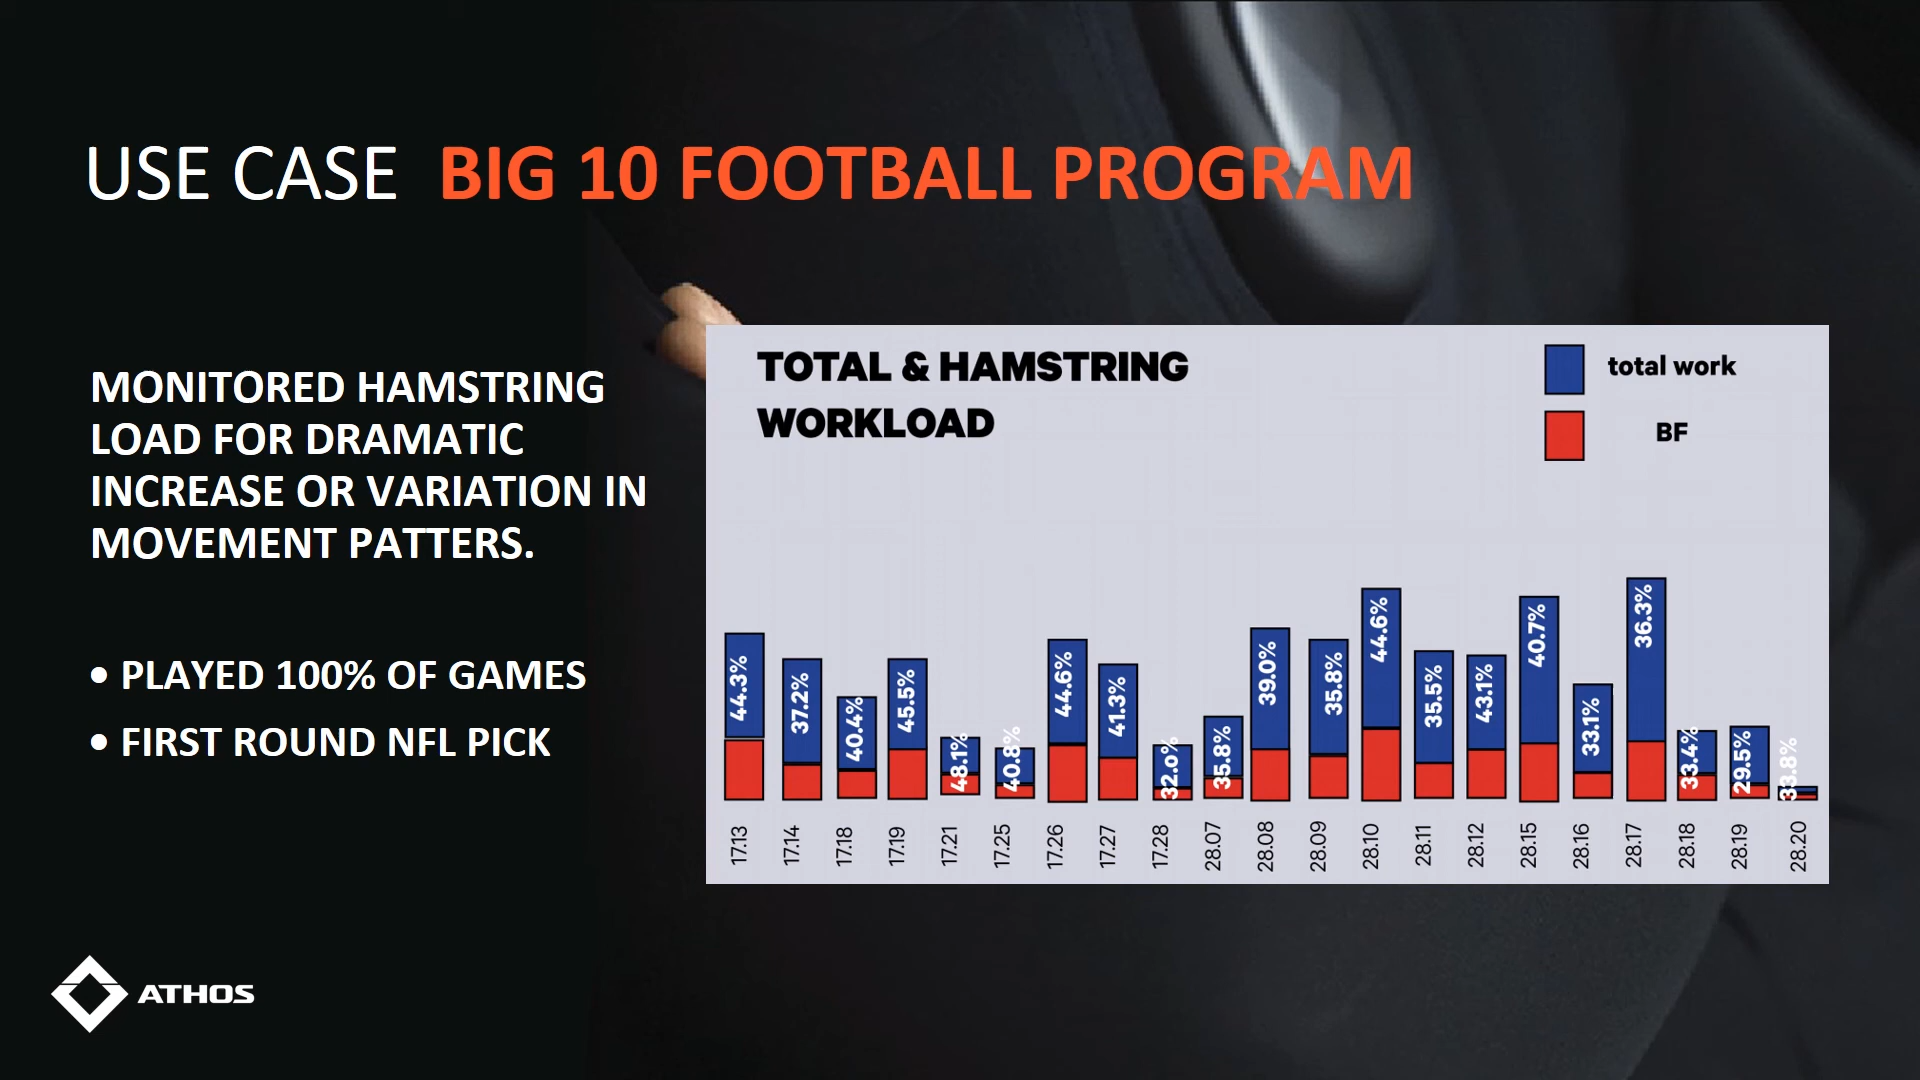 USE CASE BIG 10 FOOTBALL PROGRAM
MONITORED HAMSTRING
LOAD FOR DRAMATIC
INCREASE OR VARIATION IN
MOVEMENT PATTERS.
• PLAYED 100% OF GAMES
• FIRST ROUND NFL PICK
ATHOS
TOTAL & HAMSTRING
WORKLOAD
total work
BF
44.3% 37.2% 40.4% 45.5% 48.1% 40.8% 44.6% 41.3% 32.0% 35.8% 39.0% 35.8% 44.6% 35.5% 43.1% 40.7% 33.1% 36.3% 33.4% 29.5% 33.8%
17.13 17.14 17.18 17.19 17.21 17.25 17.26 17.27 17.28 28.07 28.08 28.09 28.10 28.11 28.12 28.15 28.16 28.17 28.18 28.19 28.20